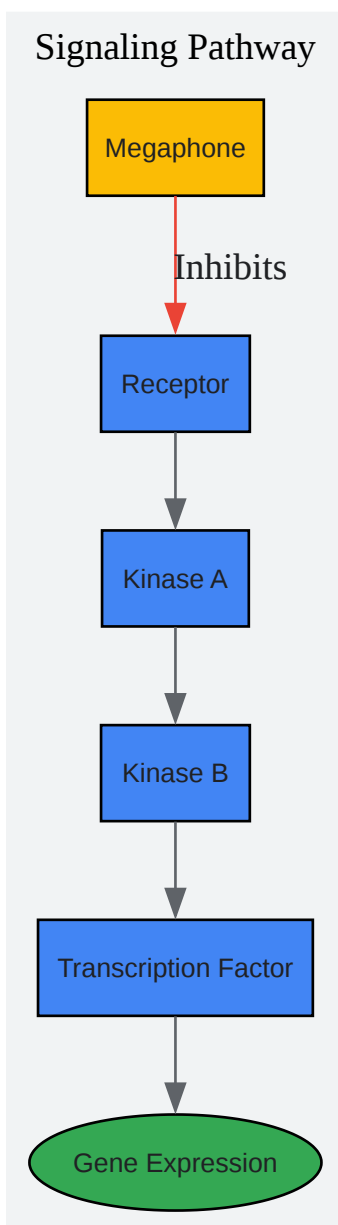 Signaling Pathway
Megaphone
Inhibits
Receptor
Kinase A
Kinase B
Transcription Factor
Gene Expression